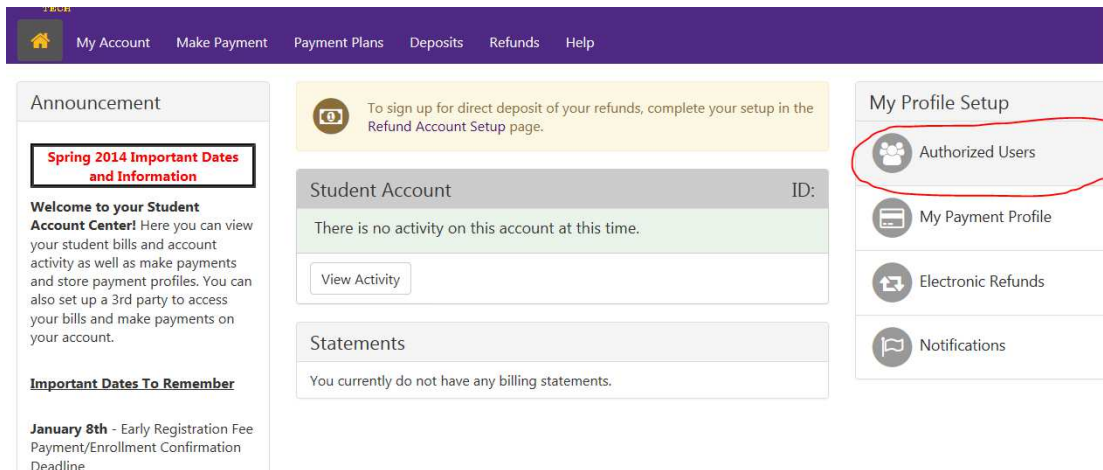 TECH
My Account Make Payment Payment Plans Deposits Refunds Help
Announcement
Spring 2014 Important Dates
and Information
Welcome to your Student
Account Center! Here you can view
your student bills and account
activity as well as make payments
and store payment profiles. You can
also set up a 3rd party to access
your bills and make payments on
your account.
Important Dates To Remember
January 8th - Early Registration Fee
Payment/Enrollment Confirmation
Deadline
To sign up for direct deposit of your refunds, complete your setup in the
Refund Account Setup page.
Student Account ID:
There is no activity on this account at this time.
View Activity
Statements
You currently do not have any billing statements.
My Profile Setup
Authorized Users
My Payment Profile
Electronic Refunds
Notifications